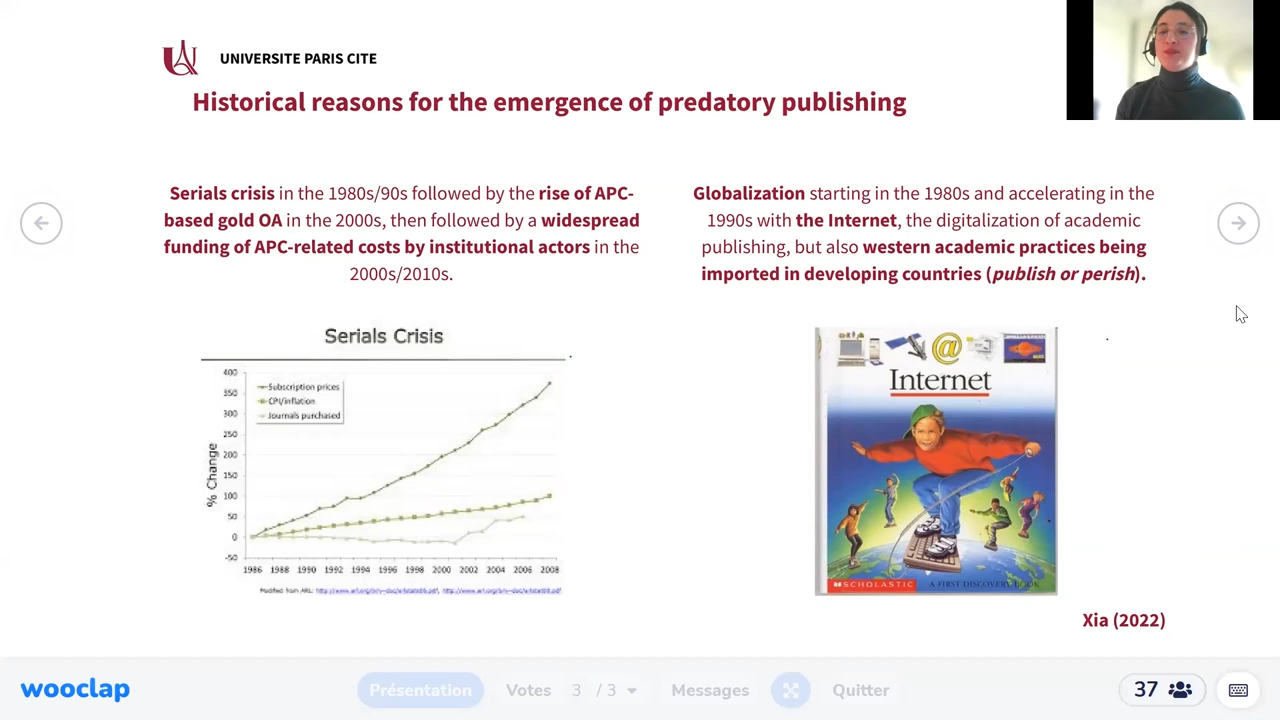 UNIVERSITE PARIS CITE
Historical reasons for the emergence of predatory publishing
Serials crisis in the 1980s/90s followed by the rise of APC-
based gold OA in the 2000s, then followed by a widespread
funding of APC-related costs by institutional actors in the
2000s/2010s.
Globalization starting in the 1980s and accelerating in the
1990s with the Internet, the digitalization of academic
publishing, but also western academic practices being
imported in developing countries (publish or perish).
Serials Crisis
400
350
300
250
200
150
100
50
0
-50
% Change
Subscription prices
CPI/inflation
Journals purchased
1986 1988 1990 1992 1994 1996 1998 2000 2002 2004 2006 2008
Modified from ARL:
@
Internet
SCHOLASTIC
A FIRST DISCOVERY BOOK
Xia (2022)
wooclap
Présentation
Votes
3 / 3
Messages
Quitter
37